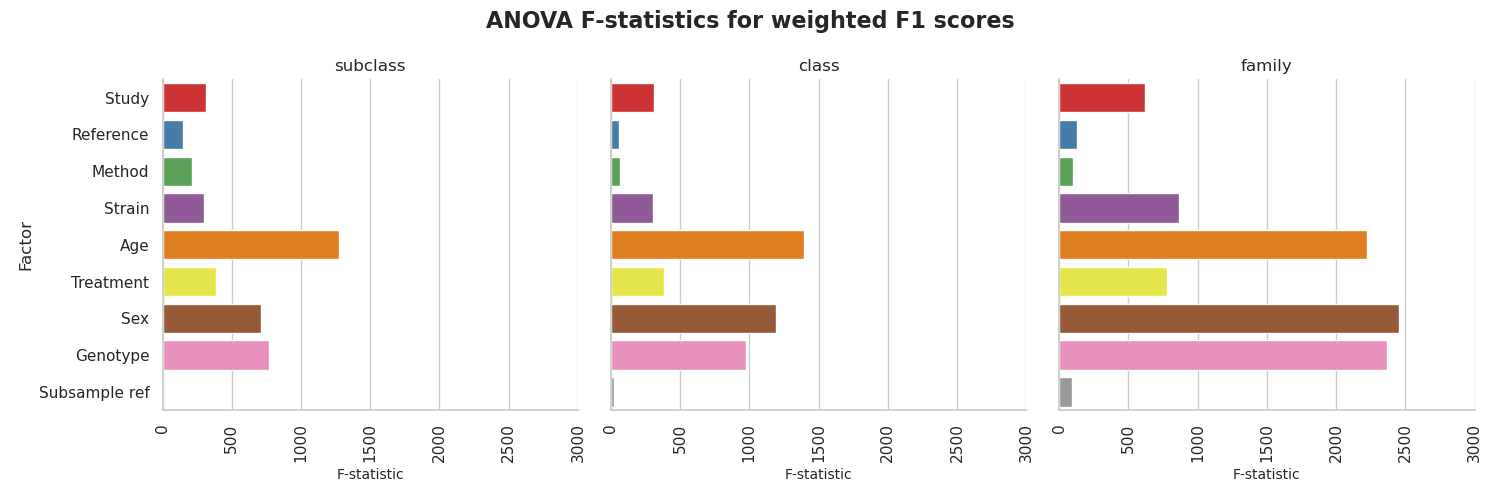 ANOVA F-statistics for weighted F1 scores
subclass
class
family
Factor
Study
Reference
Method
Strain
Age
Treatment
Sex
Genotype
Subsample ref
0 500 1000 1500 2000 2500 3000
0 500 1000 1500 2000 2500 3000
0 500 1000 1500 2000 2500 3000
F-statistic
F-statistic
F-statistic